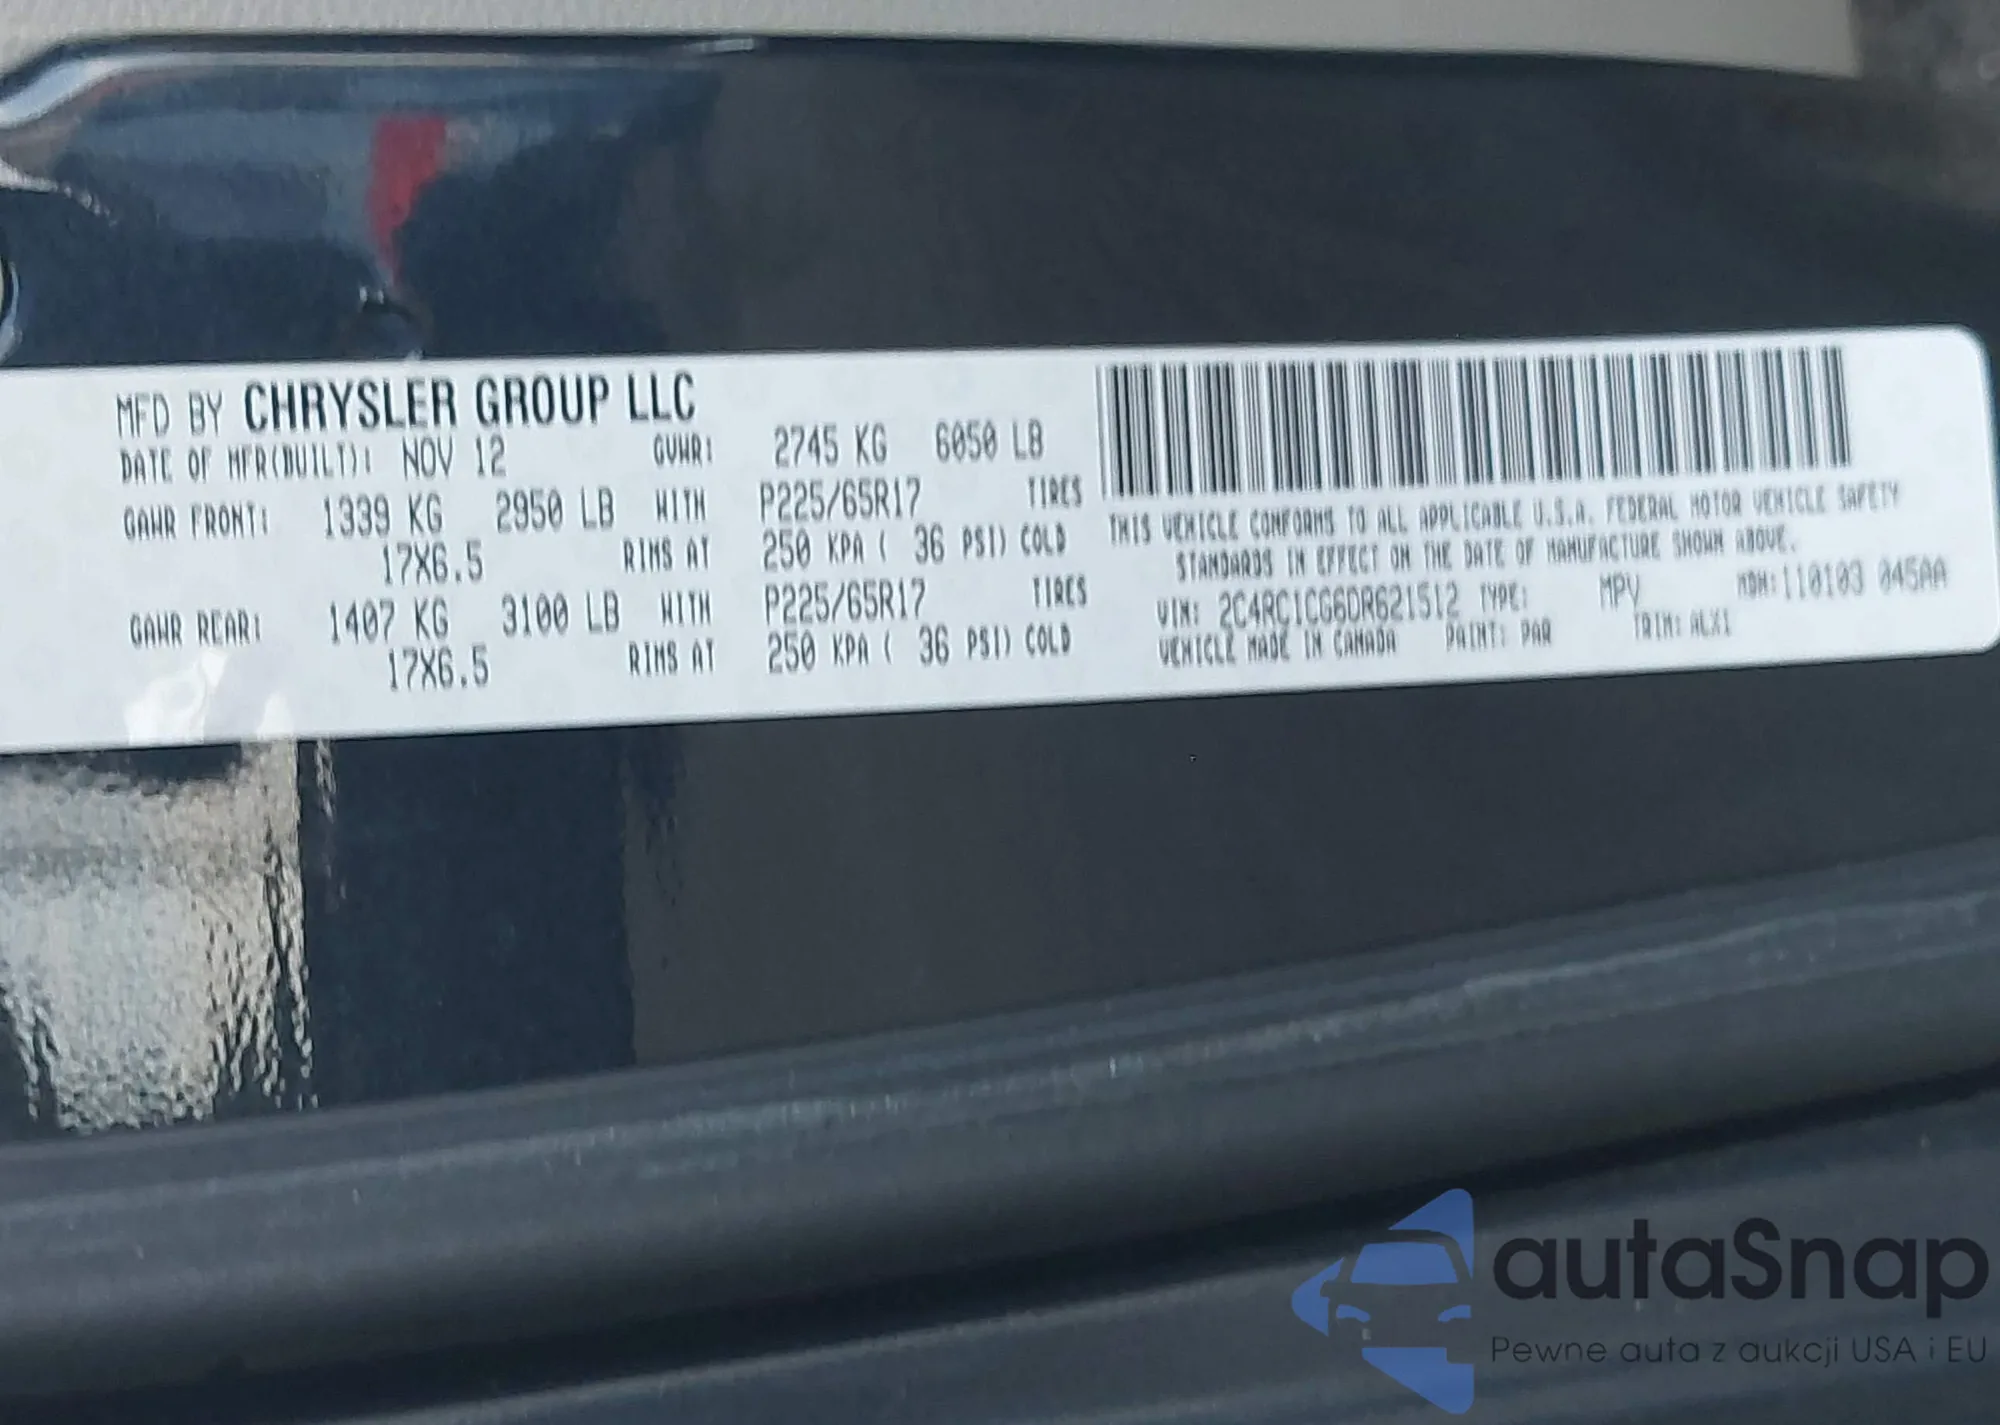 MFD BY CHRYSLER GROUP LLC
DATE OF MFR(BUILT): NOV 12 GVWR: 2745 KG 6050 LB
GAWR FRONT: 1339 KG 2950 LB WITH P225/65R17 TIRES
17X6.5 RIMS AT 250 KPA ( 36 PSI) COLD
GAWR REAR: 1407 KG 3100 LB WITH P225/65R17 TIRES
17X6.5 RIMS AT 250 KPA ( 36 PSI) COLD
THIS VEHICLE CONFORMS TO ALL APPLICABLE U.S.A. FEDERAL MOTOR VEHICLE SAFETY
STANDARDS IN EFFECT ON THE DATE OF MANUFACTURE SHOWN ABOVE.
VIN: 2C4RC1CG6DR621512 TYPE: MPV MDH:110103 045AA
VEHICLE MADE IN CANADA PAINT: PAR TRIM: ALX1
autaSnap
Pewne auta z aukcji USA i EU